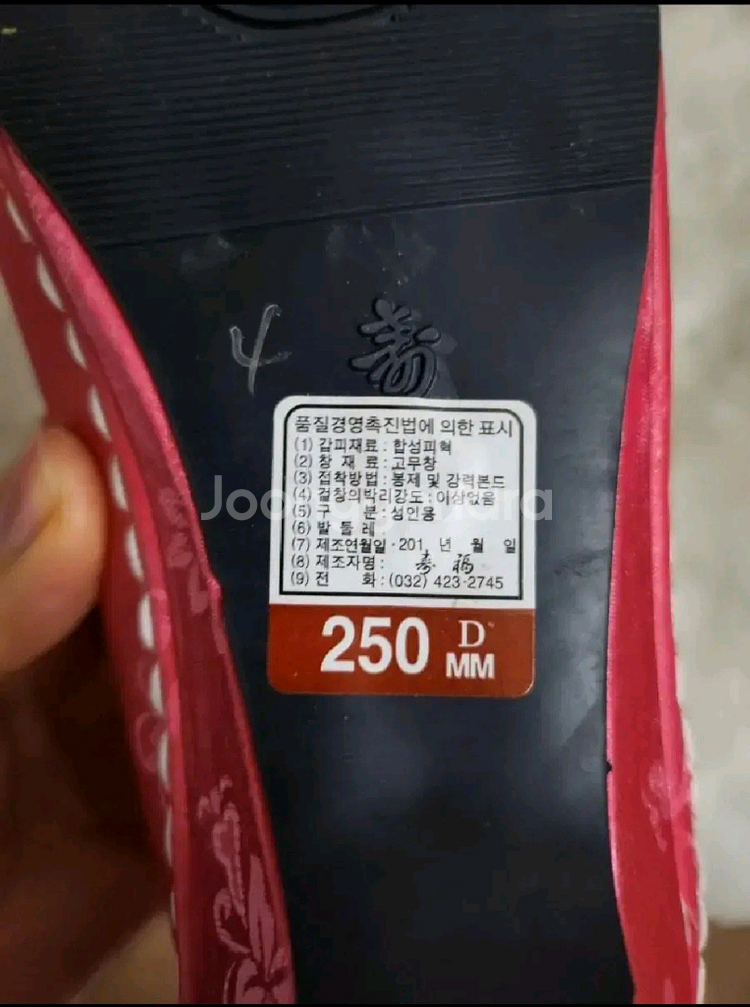 4
壽
품질경영촉진법에 의한 표시
(1) 갑피재료 : 합성피혁
(2) 창 재 료 : 고무창
(3) 접착방법 : 봉제 및 강력본드
(4) 겉창의박리강도 : 이상없음
(5) 구 분 : 성인용
(6) 발 둘 레 :
(7) 제조연월일 · 201 년 월 일
(8) 제조자명 : 壽福
(9) 전 화 : (032) 423-2745
250 D MM
Joonggonara